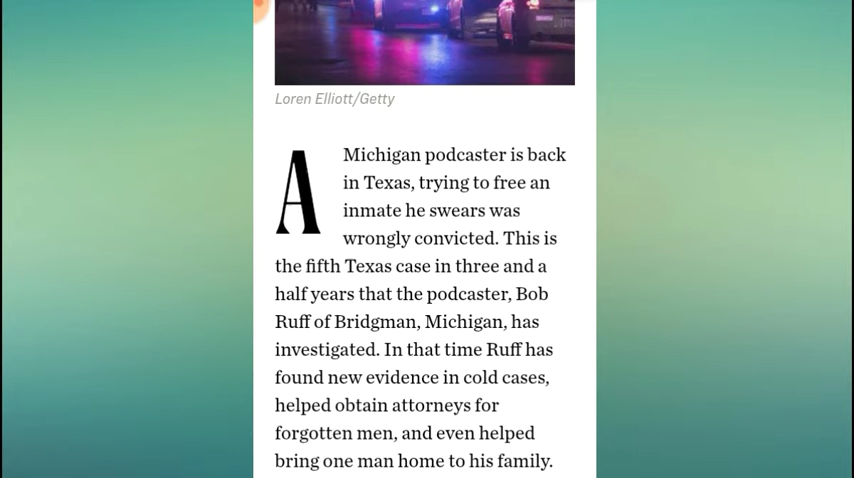 Loren Elliott/Getty
A Michigan podcaster is back
in Texas, trying to free an
inmate he swears was
wrongly convicted. This is
the fifth Texas case in three and a
half years that the podcaster, Bob
Ruff of Bridgman, Michigan, has
investigated. In that time Ruff has
found new evidence in cold cases,
helped obtain attorneys for
forgotten men, and even helped
bring one man home to his family.